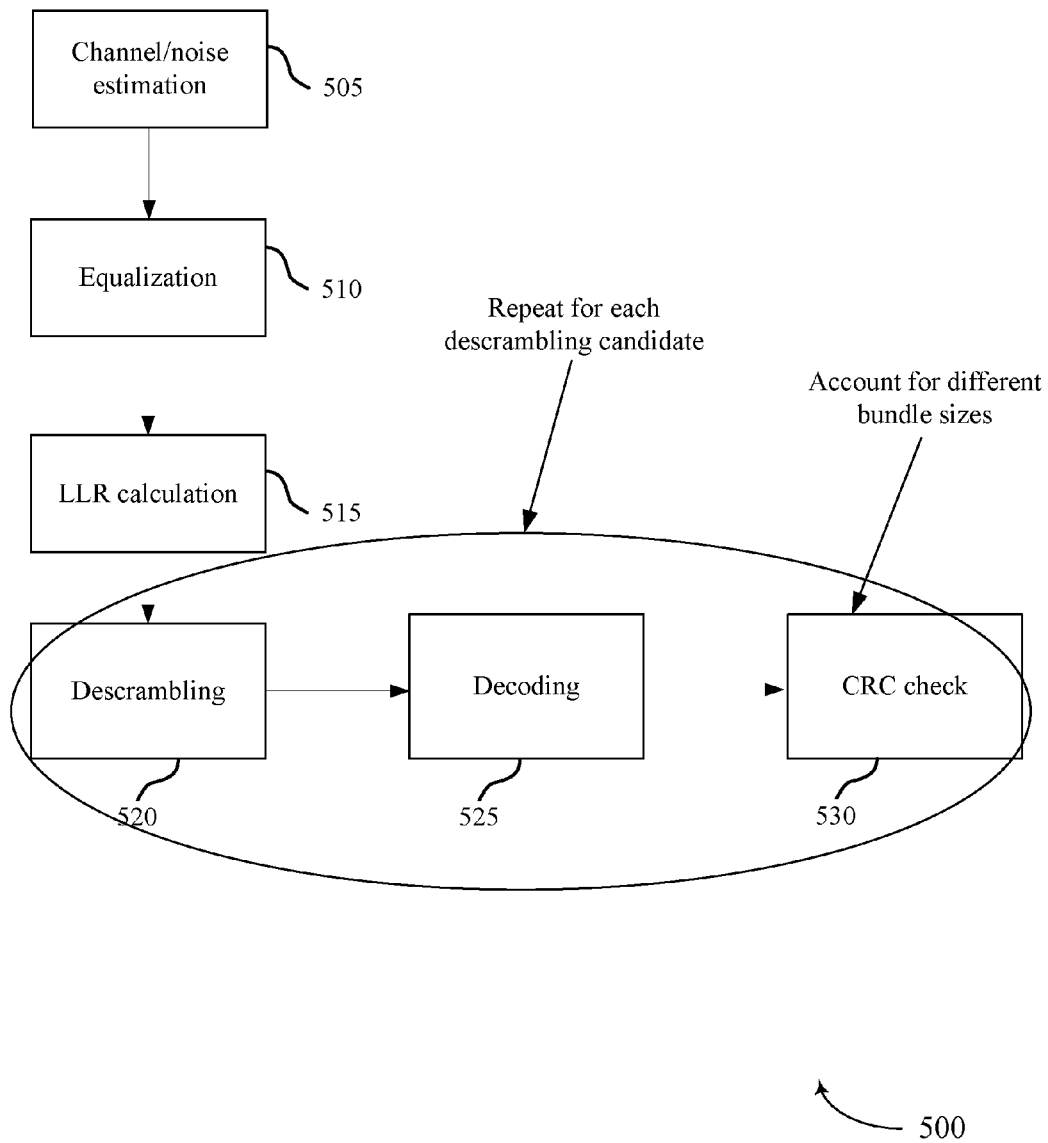 Channel/noise
estimation
505
Equalization
510
Repeat for each
descrambling candidate
Account for different
bundle sizes
LLR calculation
515
Descrambling
Decoding
CRC check
520
525
530
500